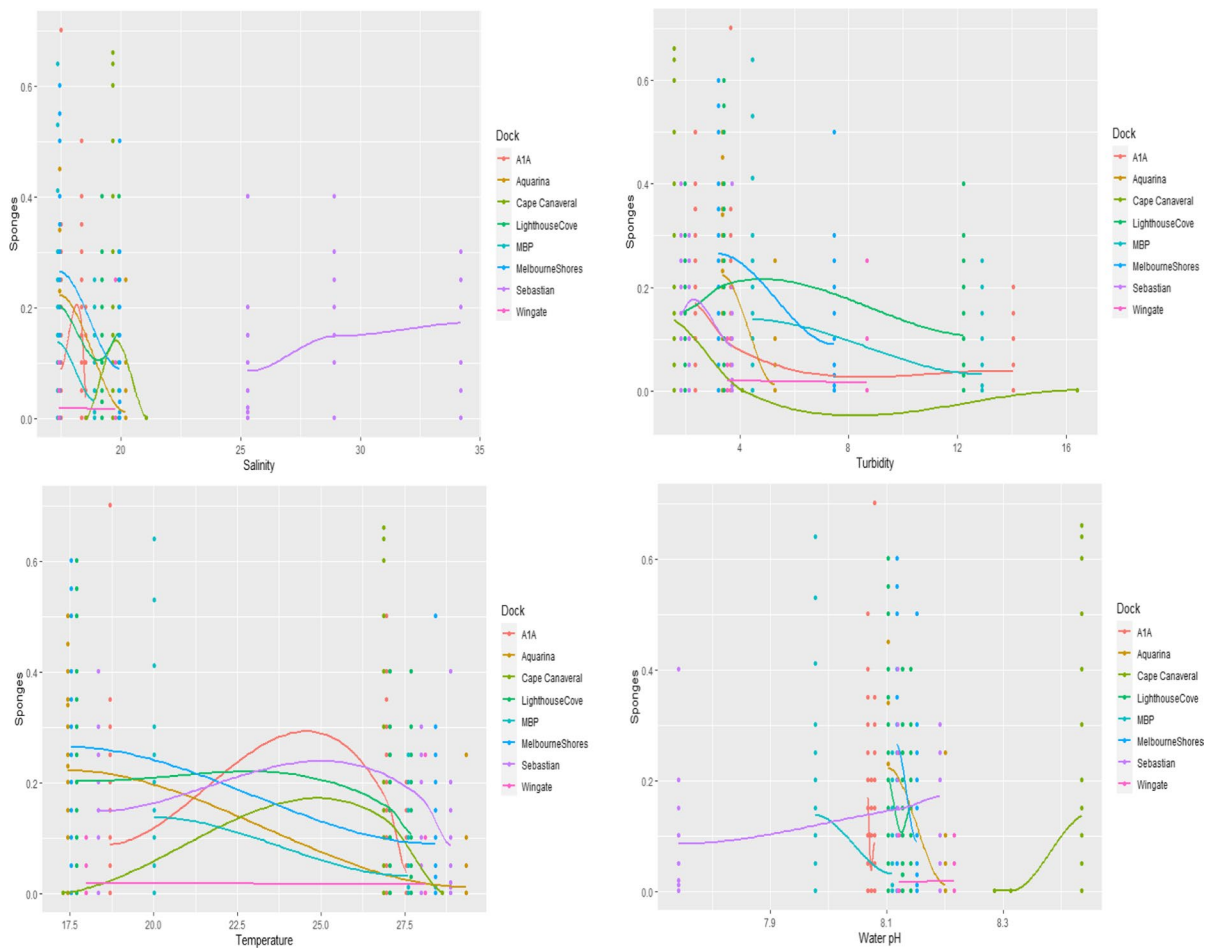 0.6
0.4
0.2
0.0
Sponges
20
25
30
35
Salinity
Dock
A1A
Aquarina
Cape Canaveral
LighthouseCove
MBP
MelbourneShores
Sebastian
Wingate
0.6
0.4
0.2
0.0
Sponges
4
8
12
16
Turbidity
Dock
A1A
Aquarina
Cape Canaveral
LighthouseCove
MBP
MelbourneShores
Sebastian
Wingate
0.6
0.4
0.2
0.0
Sponges
17.5
20.0
22.5
25.0
27.5
Temperature
Dock
A1A
Aquarina
Cape Canaveral
LighthouseCove
MBP
MelbourneShores
Sebastian
Wingate
0.6
0.4
0.2
0.0
Sponges
7.9
8.1
8.3
Water pH
Dock
A1A
Aquarina
Cape Canaveral
LighthouseCove
MBP
MelbourneShores
Sebastian
Wingate